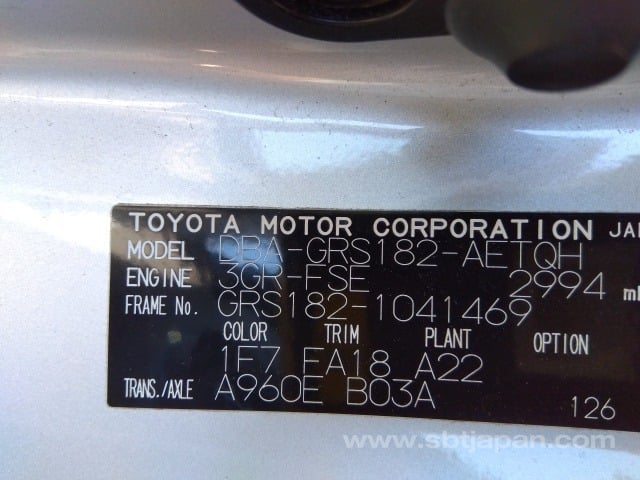 TOYOTA MOTOR CORPORATION JA
MODEL DBA-GRS182-AETQH
ENGINE 3GR-FSE 2994 m
FRAME No. GRS182-1041469
COLOR TRIM PLANT OPTION
1F7 FA18 A22
TRANS./AXLE A960E B03A
126
www.sbtjapan.com